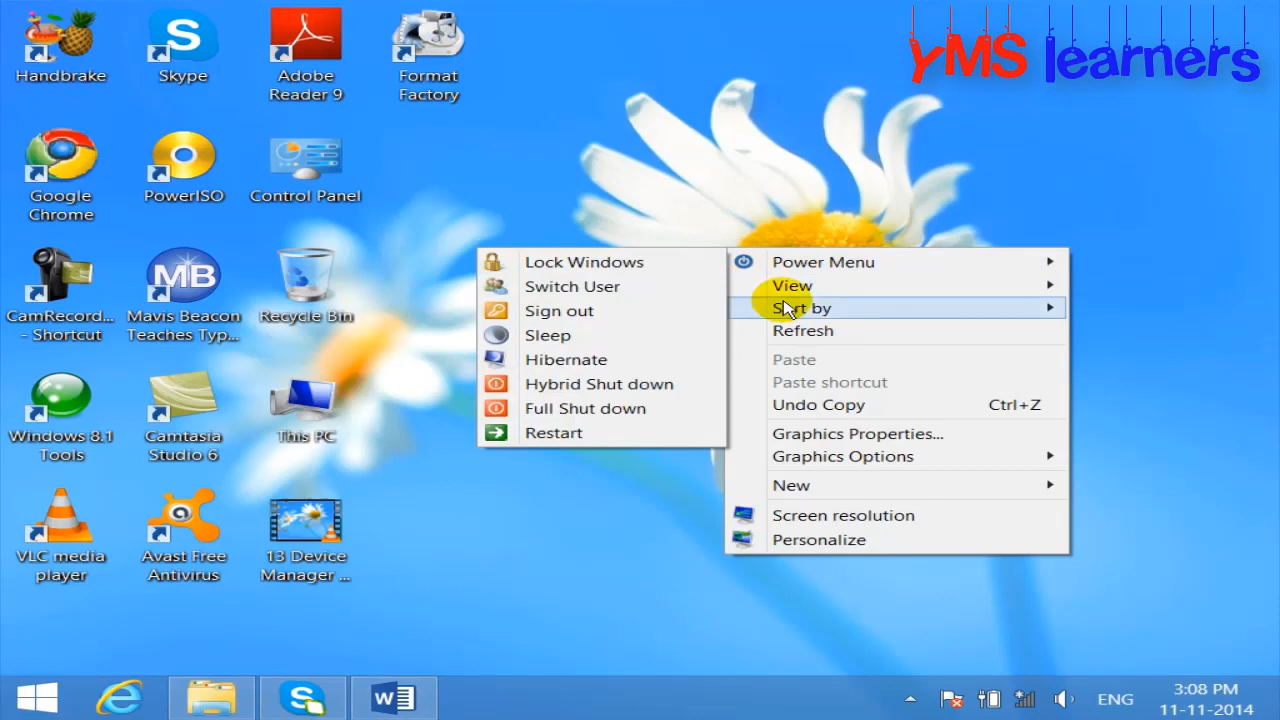 YMS learners
Handbrake
Skype
Adobe
Reader 9
Format
Factory
Google
Chrome
PowerISO
Control Panel
CamRecord...
- Shortcut
Mavis Beacon
Teaches Typ...
Recycle Bin
Windows 8.1
Tools
Camtasia
Studio 6
This PC
VLC media
player
Avast Free
Antivirus
13 Device
Manager ...
MB
Lock Windows
Switch User
Sign out
Sleep
Hibernate
Hybrid Shut down
Full Shut down
Restart
Power Menu
View
Sort by
Refresh
Paste
Paste shortcut
Undo Copy Ctrl+Z
Graphics Properties...
Graphics Options
New
Screen resolution
Personalize
ENG
3:08 PM
11-11-2014